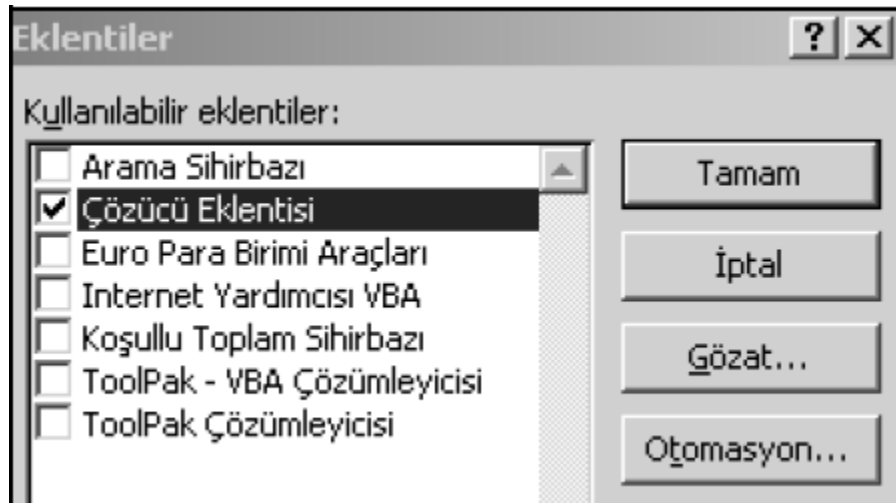 Eklentiler
Kullanılabilir eklentiler:
Arama Sihirbazı
Çözücü Eklentisi
Euro Para Birimi Araçları
Internet Yardımcısı VBA
Koşullu Toplam Sihirbazı
ToolPak - VBA Çözümleyicisi
ToolPak Çözümleyicisi
Tamam
İptal
Gözat...
Otomasyon...